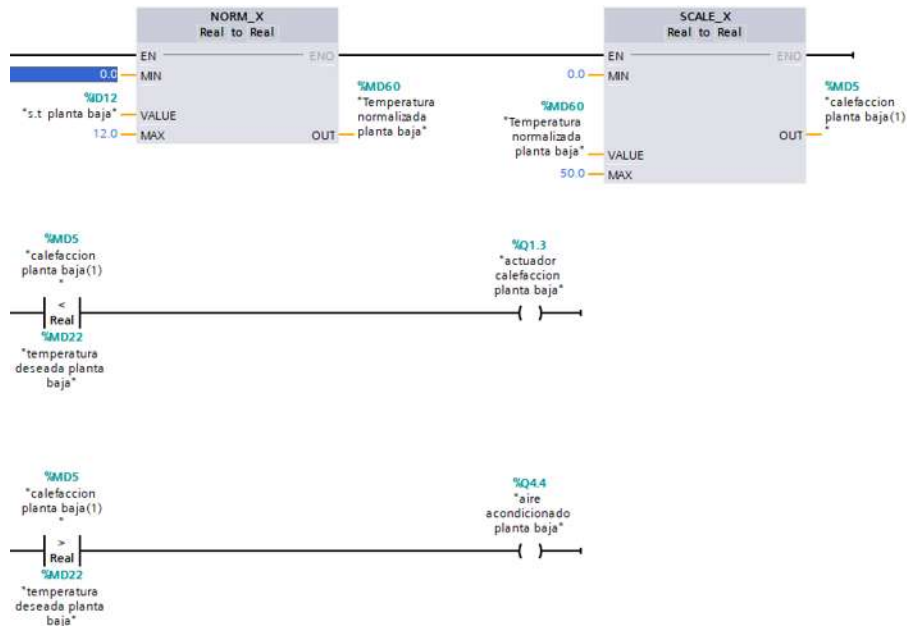 NORM_X
Real to Real
EN
ENO
0.0
MIN
%ID12
"s.t planta baja"
VALUE
12.0
MAX
OUT
%MD60
"Temperatura
normalizada
planta baja"
SCALE_X
Real to Real
EN
ENO
0.0
MIN
%MD60
"Temperatura
normalizada
planta baja"
VALUE
50.0
MAX
OUT
%MD5
"calefaccion
planta baja(1)
"
%MD5
"calefaccion
planta baja(1)
"
<
Real
%MD22
"temperatura
deseada planta
baja"
%Q1.3
"actuador
calefaccion
planta baja"
%MD5
"calefaccion
planta baja(1)
"
>
Real
%MD22
"temperatura
deseada planta
baja"
%Q4.4
"aire
acondicionado
planta baja"